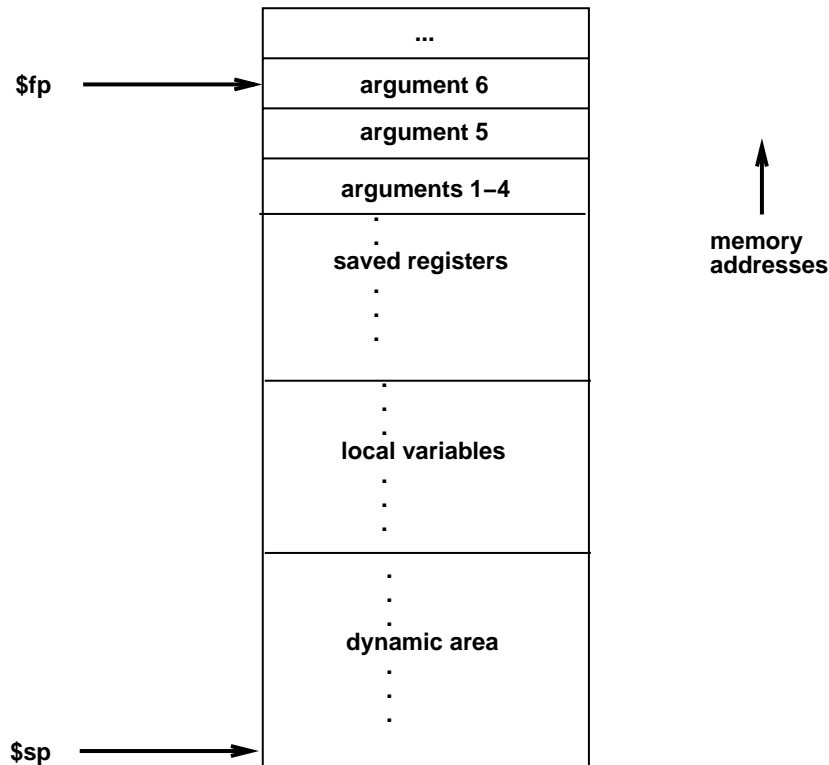 ...
$fp
argument 6
argument 5
arguments 1–4
memory
addresses
saved registers
local variables
dynamic area
$sp